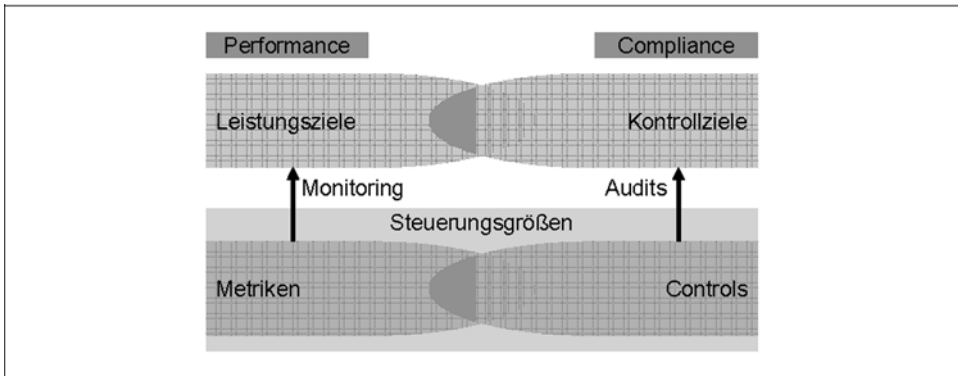 Performance
Compliance
Leistungsziele
Kontrollziele
Monitoring
Audits
Steuerungsgrößen
Metriken
Controls